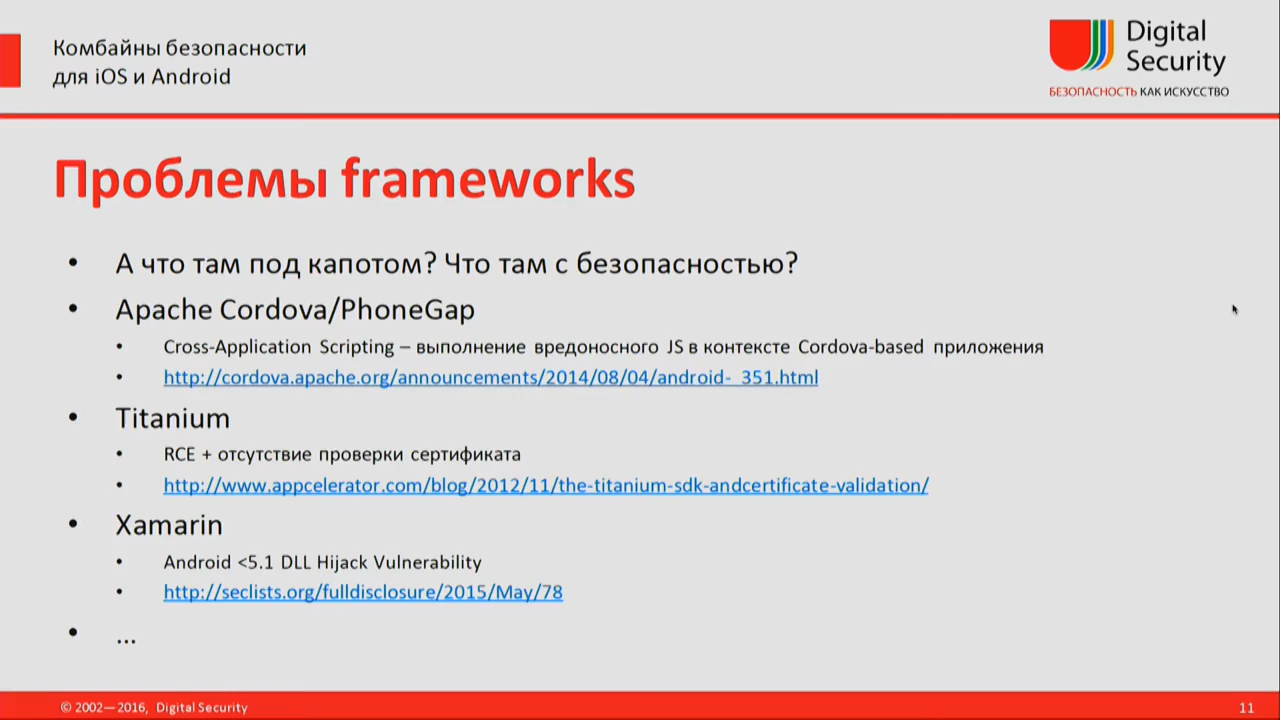 Комбайны безопасности
для iOS и Android
Digital
Security
БЕЗОПАСНОСТЬ КАК ИСКУССТВО
Проблемы frameworks
• А что там под капотом? Что там с безопасностью?
• Apache Cordova/PhoneGap
• Cross-Application Scripting – выполнение вредоносного JS в контексте Cordova-based приложения
• http://cordova.apache.org/announcements/2014/08/04/android- 351.html
• Titanium
• RCE + отсутствие проверки сертификата
• http://www.appcelerator.com/blog/2012/11/the-titanium-sdk-andcertificate-validation/
• Xamarin
• Android <5.1 DLL Hijack Vulnerability
• http://seclists.org/fulldisclosure/2015/May/78
• ...
© 2002—2016, Digital Security
11